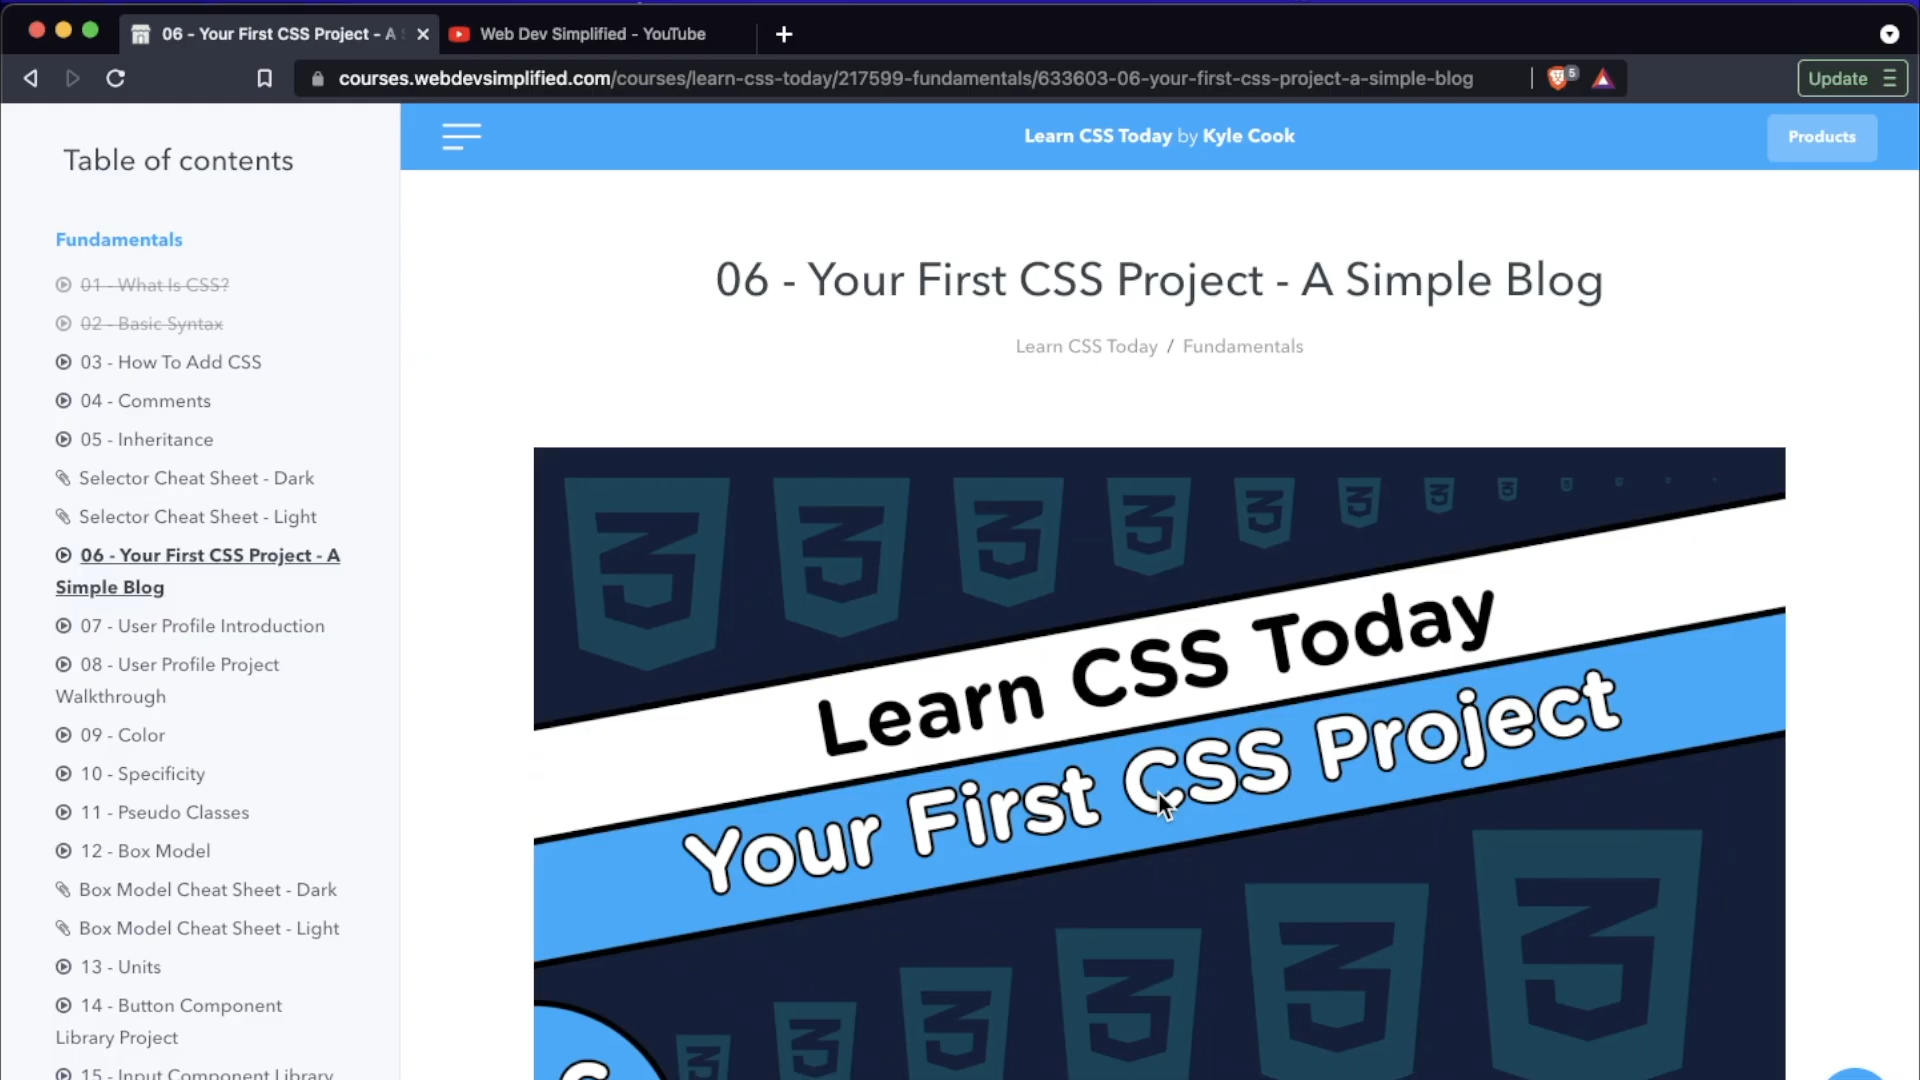 06 - Your First CSS Project - A S
Web Dev Simplified - YouTube
courses.webdevsimplified.com/courses/learn-css-today/217599-fundamentals/633603-06-your-first-css-project-a-simple-blog
5
Update
Table of contents
Learn CSS Today by Kyle Cook
Products
Fundamentals
01 - What Is CSS?
02 - Basic Syntax
03 - How To Add CSS
04 - Comments
05 - Inheritance
Selector Cheat Sheet - Dark
Selector Cheat Sheet - Light
06 - Your First CSS Project - A
Simple Blog
07 - User Profile Introduction
08 - User Profile Project
Walkthrough
09 - Color
10 - Specificity
11 - Pseudo Classes
12 - Box Model
Box Model Cheat Sheet - Dark
Box Model Cheat Sheet - Light
13 - Units
14 - Button Component
Library Project
15 - Input Component Library
06 - Your First CSS Project - A Simple Blog
Learn CSS Today / Fundamentals
Learn CSS Today
Your First CSS Project